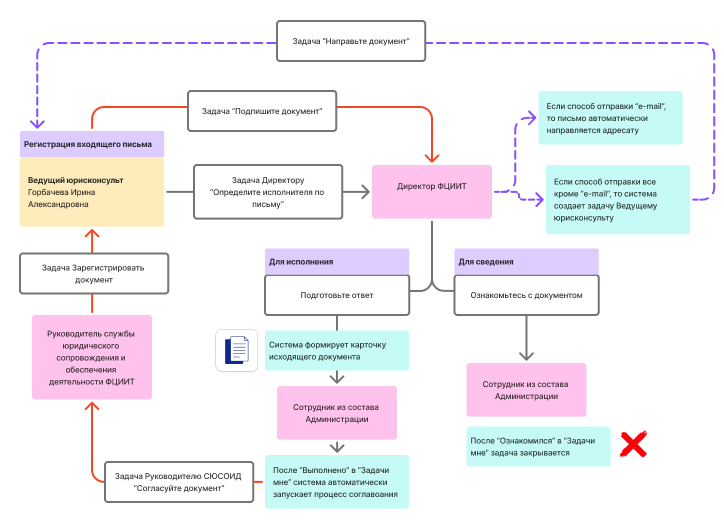 Задача "Направьте документ"
Задача "Подпишите документ"
Если способ отправки "e-mail",
то письмо автоматически
направляется адресату
Регистрация входящего письма
Ведущий юрисконсульт
Горбачева Ирина
Александровна
Задача Директору
"Определите исполнителя по
письму"
Директор ФЦИИТ
Если способ отправки все
кроме "e-mail", то система
создает задачу Ведущему
юрисконсульту
Задача Зарегистрировать
документ
Для исполнения
Подготовьте ответ
Для сведения
Ознакомьтесь с документом
Руководитель службы
юридического
сопровождения и
обеспечения
деятельности ФЦИИТ
Система формирует карточку
исходящего документа
Сотрудник из состава
Администрации
Сотрудник из состава
Администрации
После "Ознакомился" в "Задачи
мне" задача закрывается
Задача Руководителю СЮСОИД
"Согласуйте документ"
После "Выполнено" в "Задачи
мне" система автоматически
запускает процесс соглавоания